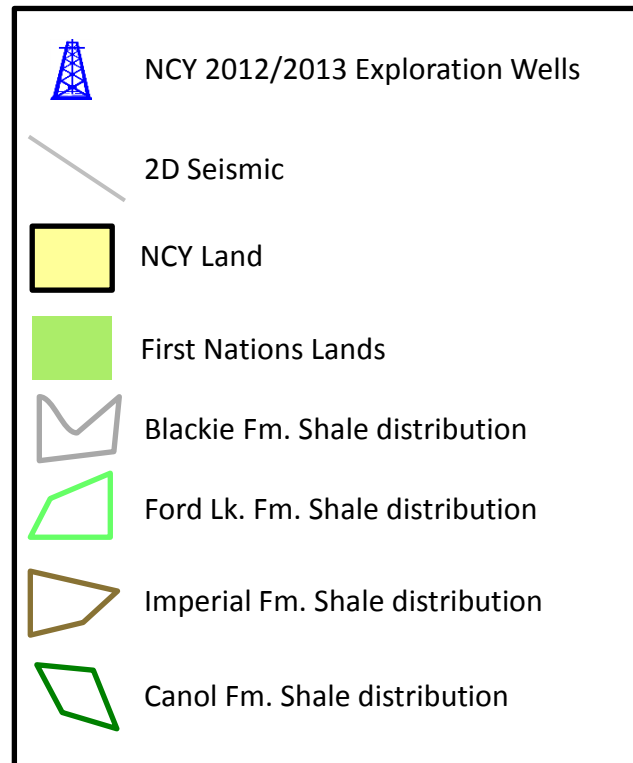 NCY 2012/2013 Exploration Wells
2D Seismic
NCY Land
First Nations Lands
Blackie Fm. Shale distribution
Ford Lk. Fm. Shale distribution
Imperial Fm. Shale distribution
Canol Fm. Shale distribution